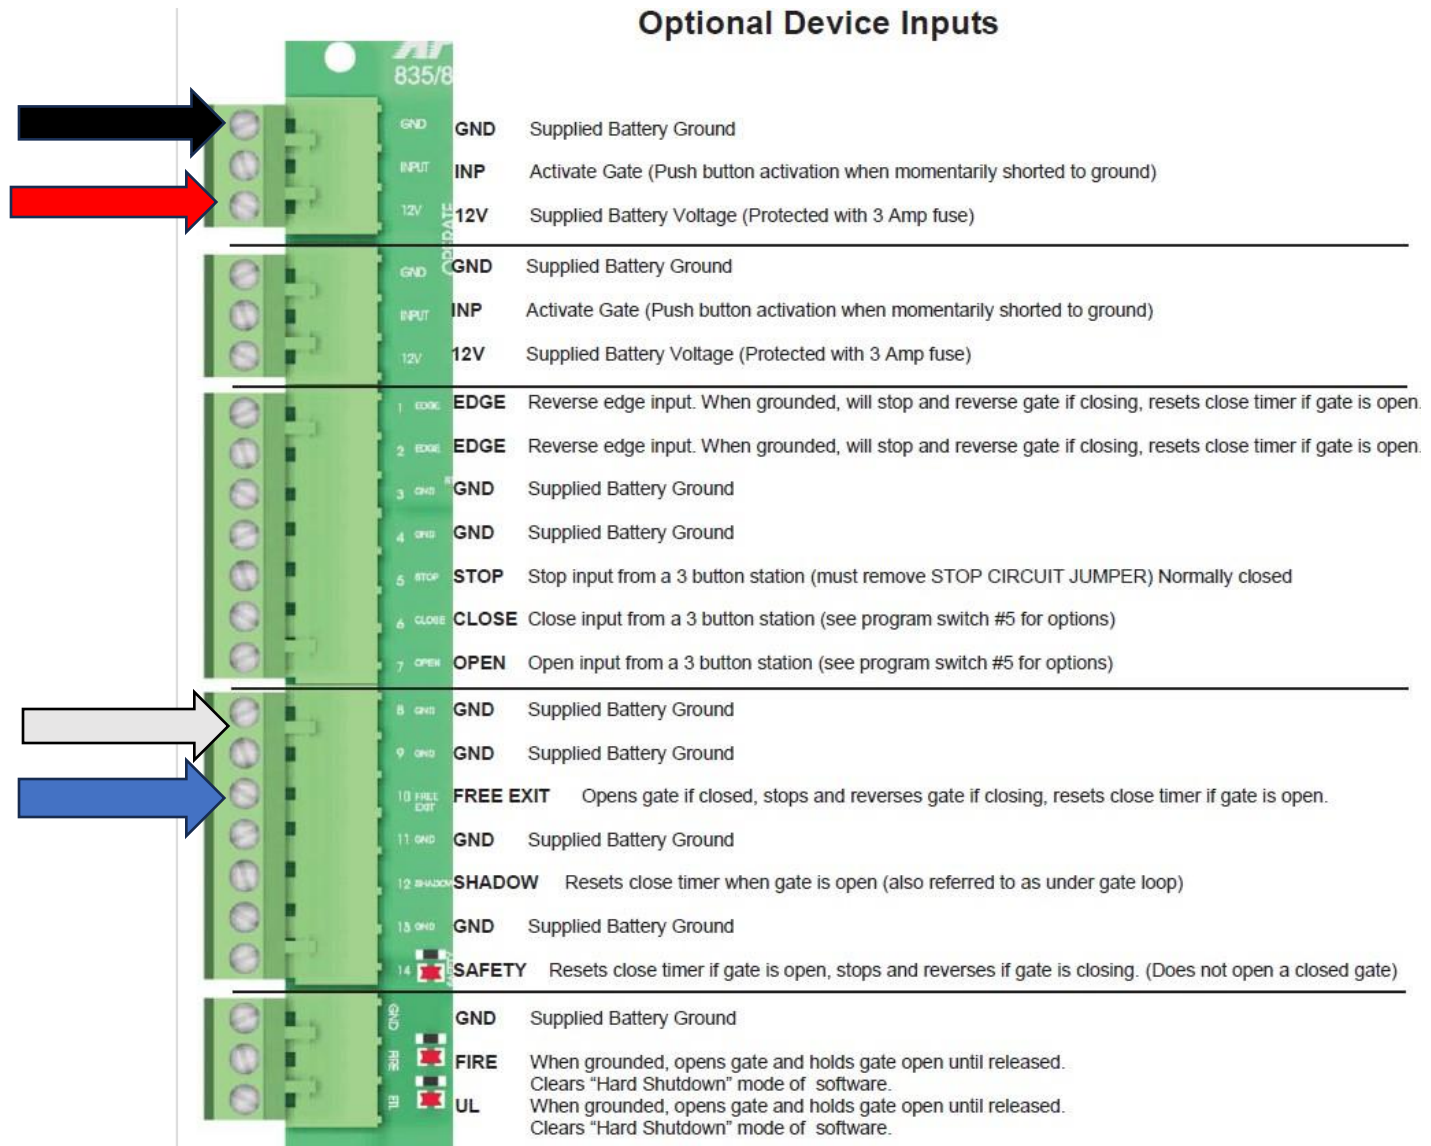 Optional Device Inputs
835/8
GND GND Supplied Battery Ground
INPUT INP Activate Gate (Push button activation when momentarily shorted to ground)
12V 12V Supplied Battery Voltage (Protected with 3 Amp fuse)
OPERATE
GND GND Supplied Battery Ground
INPUT INP Activate Gate (Push button activation when momentarily shorted to ground)
12V 12V Supplied Battery Voltage (Protected with 3 Amp fuse)
1 EDGE EDGE Reverse edge input. When grounded, will stop and reverse gate if closing, resets close timer if gate is open.
2 EDGE EDGE Reverse edge input. When grounded, will stop and reverse gate if closing, resets close timer if gate is open.
3 GND GND Supplied Battery Ground
4 GND GND Supplied Battery Ground
5 STOP STOP Stop input from a 3 button station (must remove STOP CIRCUIT JUMPER) Normally closed
6 CLOSE CLOSE Close input from a 3 button station (see program switch #5 for options)
7 OPEN OPEN Open input from a 3 button station (see program switch #5 for options)
8 GND GND Supplied Battery Ground
9 GND GND Supplied Battery Ground
10 FREE EXIT FREE EXIT Opens gate if closed, stops and reverses gate if closing, resets close timer if gate is open.
11 GND GND Supplied Battery Ground
12 SHADOW SHADOW Resets close timer when gate is open (also referred to as under gate loop)
13 GND GND Supplied Battery Ground
14 SAFETY Resets close timer if gate is open, stops and reverses if gate is closing. (Does not open a closed gate)
GND GND Supplied Battery Ground
FIRE FIRE When grounded, opens gate and holds gate open until released.
Clears “Hard Shutdown” mode of software.
UL When grounded, opens gate and holds gate open until released.
Clears “Hard Shutdown” mode of software.